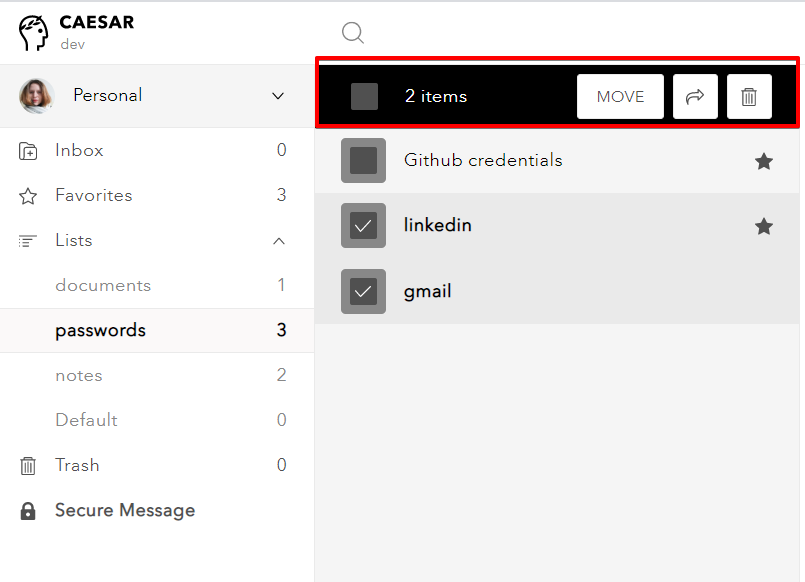 CAESAR
dev
Personal
Inbox 0
Favorites 3
Lists
documents 1
passwords 3
notes 2
Default 0
Trash 0
Secure Message
2 items MOVE
Github credentials
linkedin
gmail